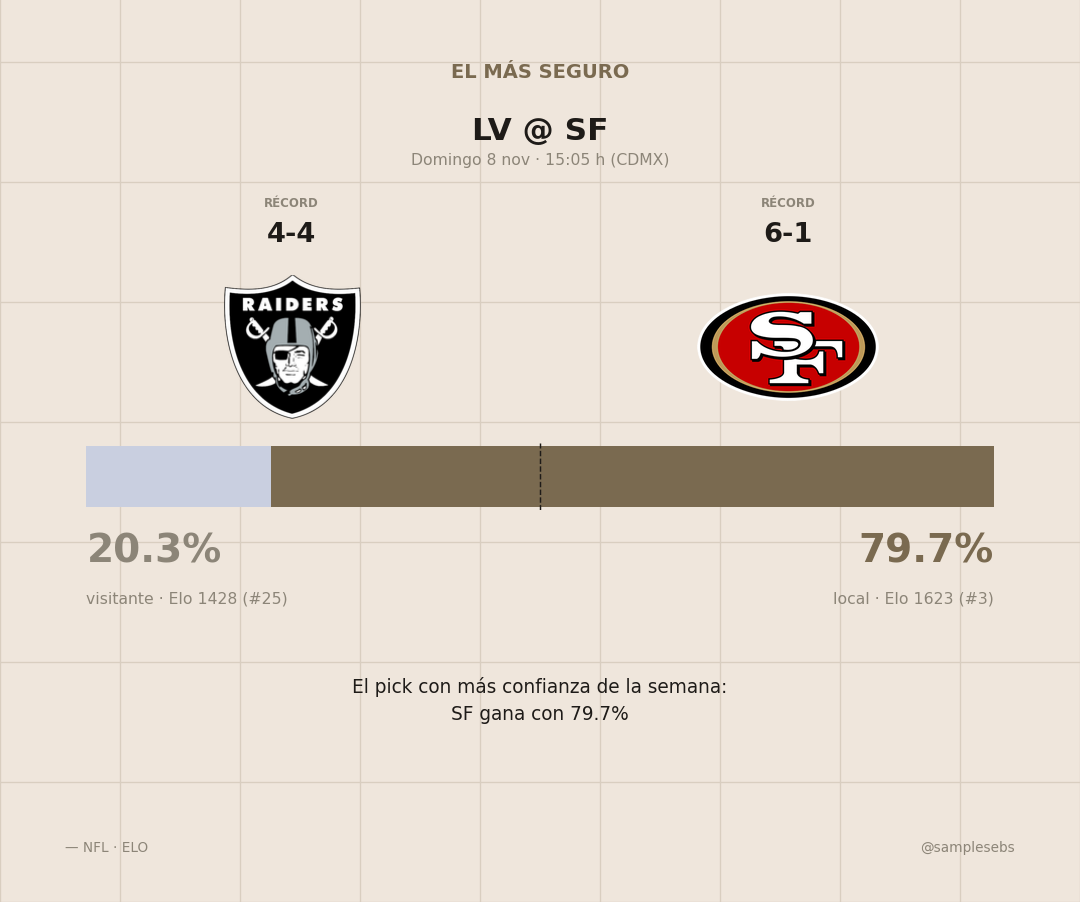 EL MÁS SEGURO
LV @ SF
Domingo 8 nov · 15:05 h (CDMX)
RÉCORD
4-4
RÉCORD
6-1
RAIDERS
SF
20.3%
79.7%
visitante · Elo 1428 (#25)
local · Elo 1623 (#3)
El pick con más confianza de la semana:
SF gana con 79.7%
— NFL · ELO
@samplesebs